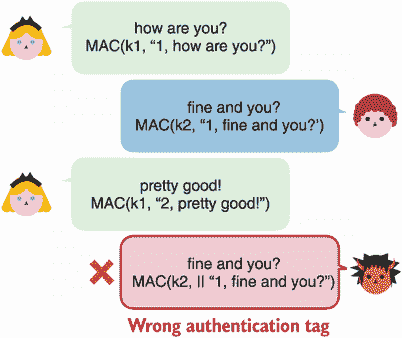 how are you?
MAC(k1, “1, how are you?”)
fine and you?
MAC(k2, “1, fine and you?’)
pretty good!
MAC(k1, “2, pretty good!”)
fine and you?
MAC(k2, II “1, fine and you?”)
Wrong authentication tag